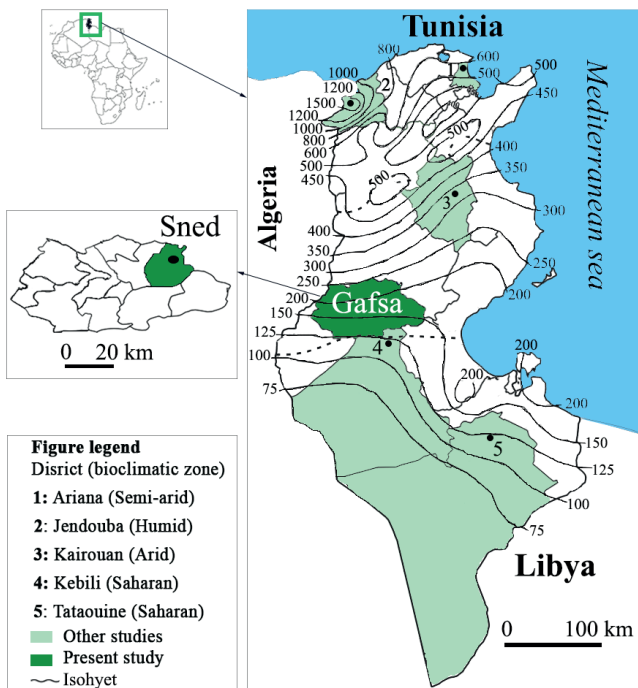 Tunisia
Mediterranean sea
Algeria
Libya
Gafsa
Sned
0 20 km
0 100 km
1
2
3
4
5
800
1000
1200
1500
1200
1000
800
600
500
450
600
500
500
450
500
500
400
350
300
250
200
400
350
300
250
200
150
125
100
75
200
200
200
150
125
100
75
Figure legend
District (bioclimatic zone)
1: Ariana (Semi-arid)
2: Jendouba (Humid)
3: Kairouan (Arid)
4: Kebili (Saharan)
5: Tataouine (Saharan)
Other studies
Present study
Isohyet